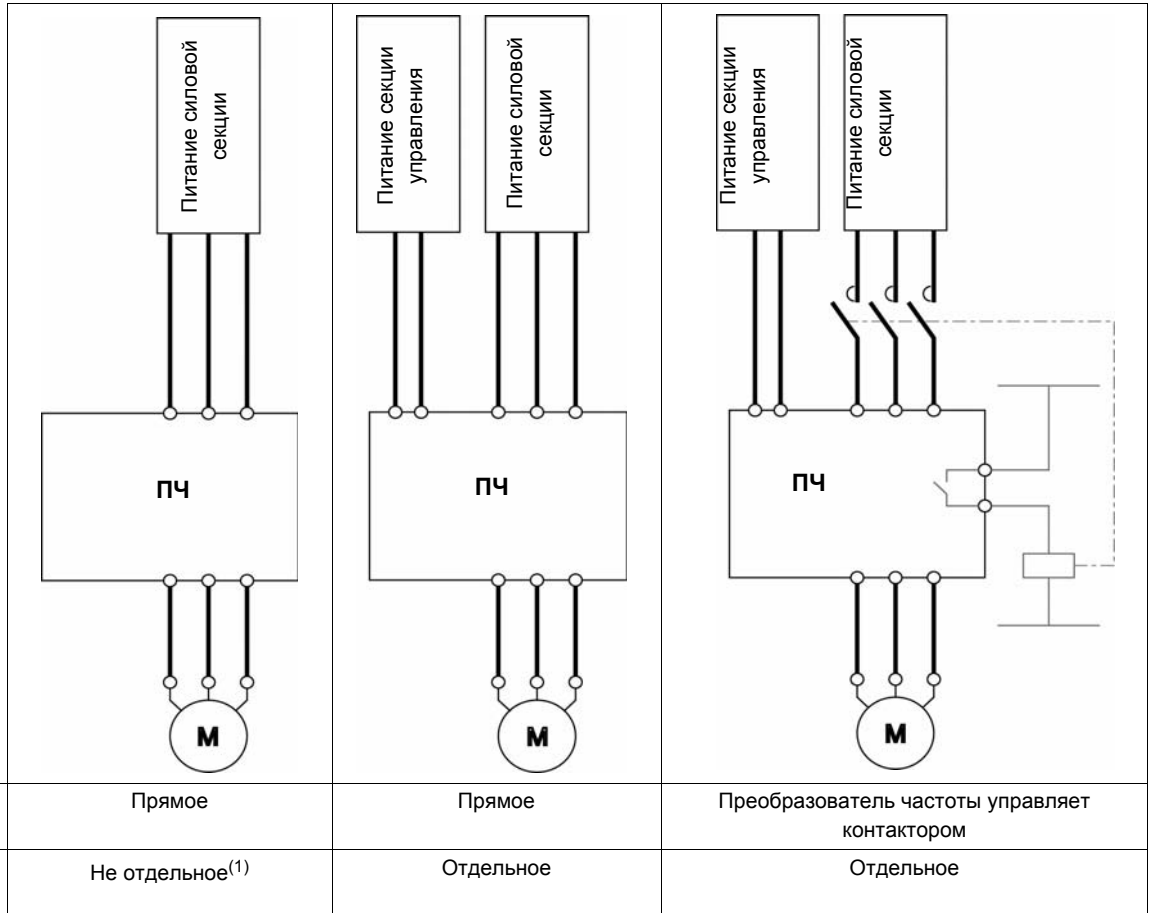 Питание силовой
секции
Питание секции
управления
Питание силовой
секции
Питание секции
управления
Питание силовой
секции
ПЧ
ПЧ
ПЧ
М
М
М
Прямое
Прямое
Преобразователь частоты управляет
контактором
Не отдельное(1)
Отдельное
Отдельное